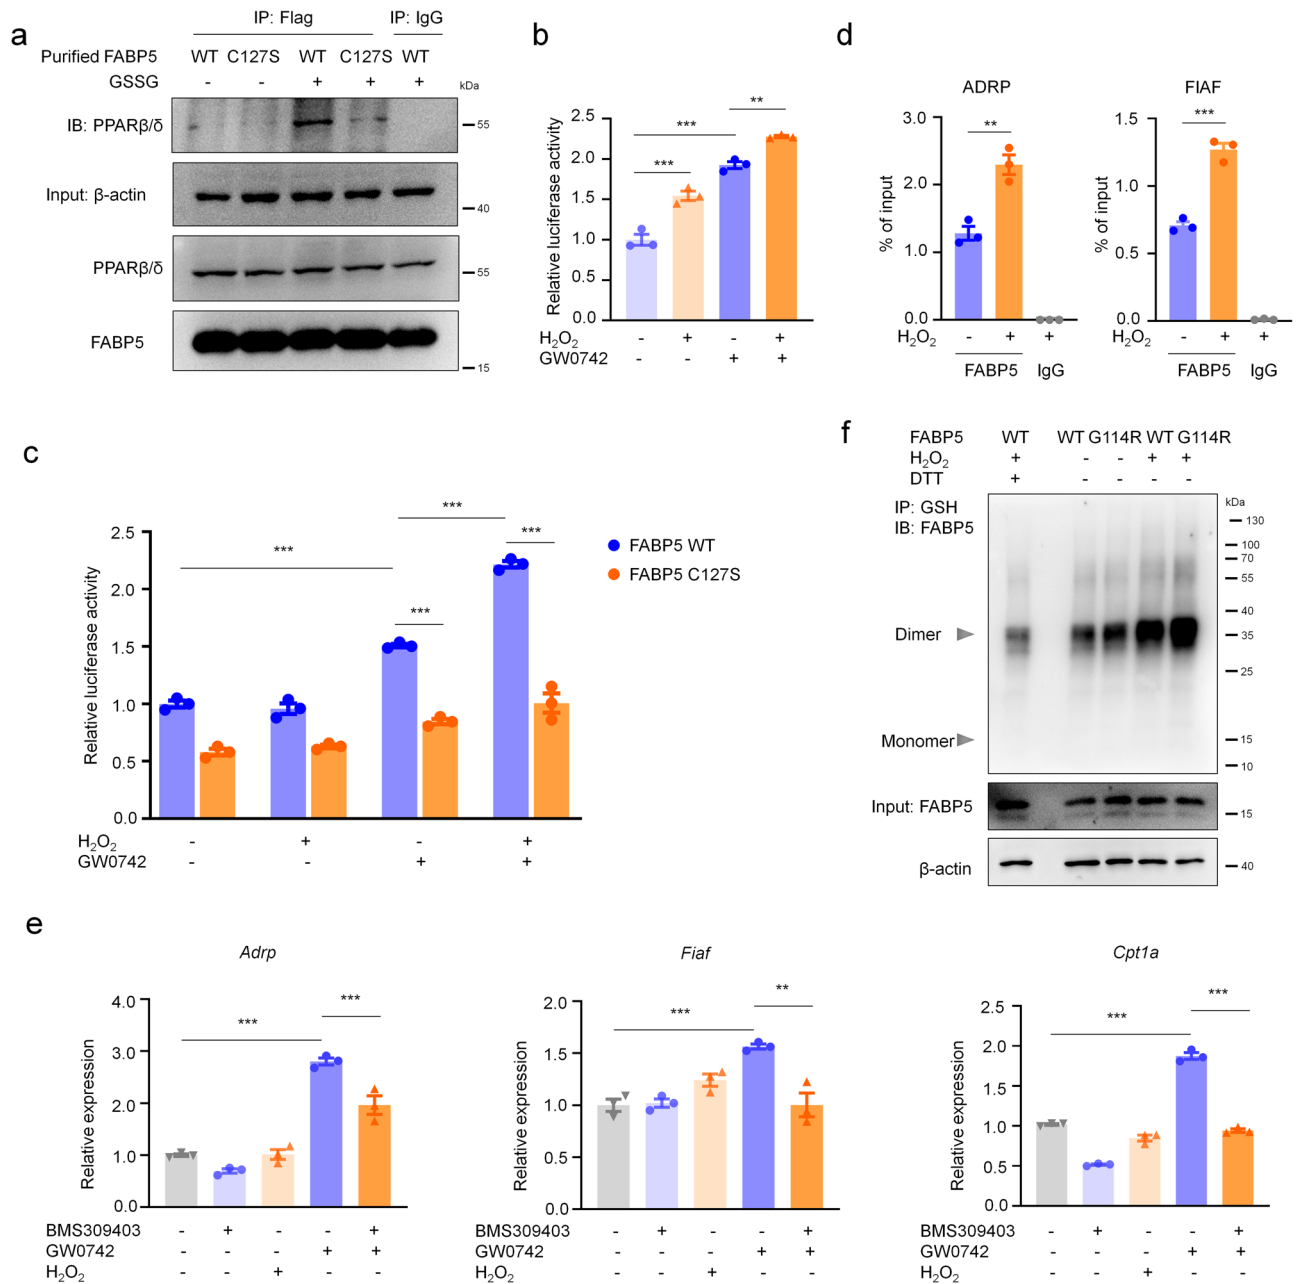 a
IP: Flag IP: IgG
Purified FABP5 WT C127S WT C127S WT
GSSG - - + + +
kDa
IB: PPARβ/δ 55
Input: β-actin
40
PPARβ/δ 55
FABP5
15
b
Relative luciferase activity
2.5
2.0
1.5
1.0
0.5
0.0
***
***
**
H₂O₂ - + - +
GW0742 - - + +
d
ADRP
% of input
3.0
2.0
1.0
0.0
**
H₂O₂ - + +
FABP5 IgG
FIAF
% of input
1.5
1.0
0.5
0.0
***
H₂O₂ - + +
FABP5 IgG
c
Relative luciferase activity
2.5
2.0
1.5
1.0
0.5
0.0
***
***
***
***
FABP5 WT
FABP5 C127S
H₂O₂ - + - +
GW0742 - - + +
f
FABP5 WT WT G114R WT G114R
H₂O₂ + - - + +
DTT + - - - -
IP: GSH
IB: FABP5
kDa
130
100
70
55
40
Dimer 35
25
Monomer 15
10
Input: FABP5 15
β-actin 40
e
Adrp
Relative expression
4.0
3.0
2.0
1.0
0.0
***
***
BMS309403 - + - - +
GW0742 - - - + +
H₂O₂ - - + - -
Fiaf
Relative expression
2.0
1.5
1.0
0.5
0.0
***
**
BMS309403 - + - - +
GW0742 - - - + +
H₂O₂ - - + - -
Cpt1a
Relative expression
2.5
2.0
1.5
1.0
0.5
0.0
***
***
BMS309403 - + - - +
GW0742 - - - + +
H₂O₂ - - + - -